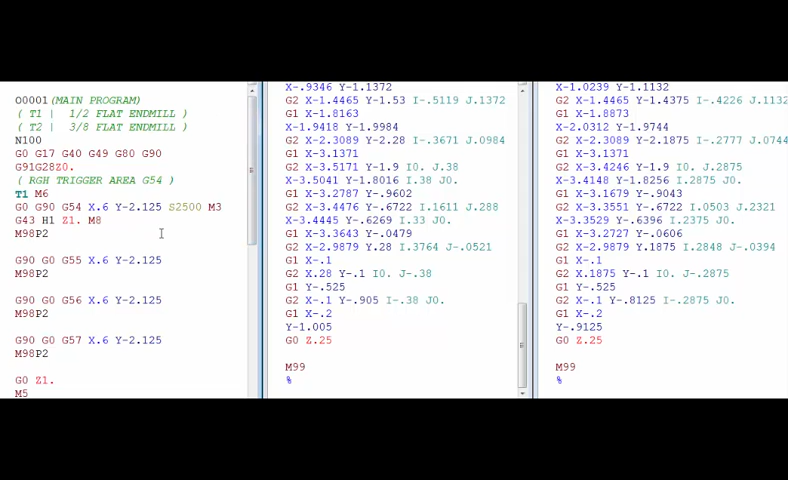 O0001(MAIN PROGRAM)
( T1 | 1/2 FLAT ENDMILL )
( T2 | 3/8 FLAT ENDMILL )
N100
G0 G17 G40 G49 G80 G90
G91G28Z0.
( RGH TRIGGER AREA G54 )
T1 M6
G0 G90 G54 X.6 Y-2.125 S2500 M3
G43 H1 Z1. M8
M98P2
G90 G0 G55 X.6 Y-2.125
M98P2
G90 G0 G56 X.6 Y-2.125
M98P2
G90 G0 G57 X.6 Y-2.125
M98P2
G0 Z1.
M5
X-.9346 Y-1.1372
G2 X-1.4465 Y-1.53 I-.5119 J.1372
G1 X-1.8163
X-1.9418 Y-1.9984
G2 X-2.3089 Y-2.28 I-.3671 J.0984
G1 X-3.1371
G2 X-3.5171 Y-1.9 I0. J.38
X-3.5041 Y-1.8016 I.38 J0.
G1 X-3.2787 Y-.9602
G2 X-3.4476 Y-.6722 I.1611 J.288
X-3.4445 Y-.6269 I.33 J0.
G1 X-3.3643 Y-.0479
G2 X-2.9879 Y.28 I.3764 J-.0521
G1 X-.1
G2 X.28 Y-.1 I0. J-.38
G1 Y-.525
G2 X-.1 Y-.905 I-.38 J0.
G1 X-.2
Y-1.005
G0 Z.25
M99
%
X-1.0239 Y-1.1132
G2 X-1.4465 Y-1.4375 I-.4226 J.1132
G1 X-1.8873
X-2.0312 Y-1.9744
G2 X-2.3089 Y-2.1875 I-.2777 J.0744
G1 X-3.1371
G2 X-3.4246 Y-1.9 I0. J.2875
X-3.4148 Y-1.8256 I.2875 J0.
G1 X-3.1679 Y-.9043
G2 X-3.3551 Y-.6722 I.0503 J.2321
X-3.3529 Y-.6396 I.2375 J0.
G1 X-3.2727 Y-.0606
G2 X-2.9879 Y.1875 I.2848 J-.0394
G1 X-.1
G2 X.1875 Y-.1 I0. J-.2875
G1 Y-.525
G2 X-.1 Y-.8125 I-.2875 J0.
G1 X-.2
Y-.9125
G0 Z.25
M99
%